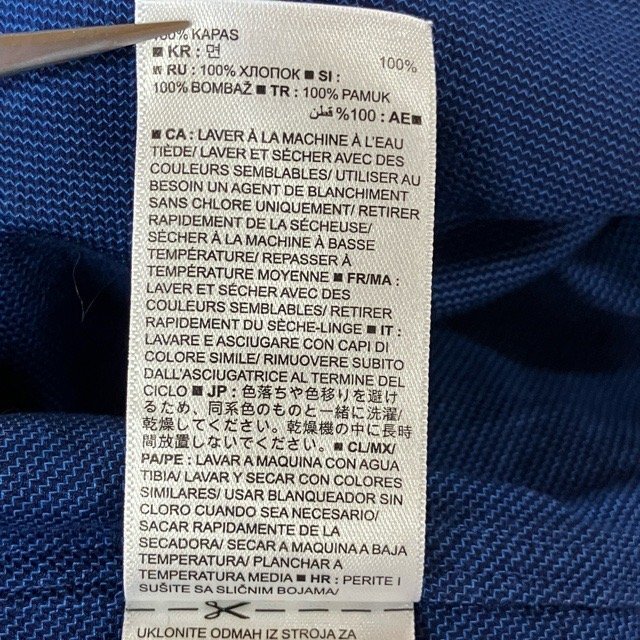 100% KAPAS
■ KR : 면 100%
■ RU : 100% ХЛОПОК ■ SI :
100% BOMBAŽ ■ TR : 100% PAMUK
■ AE: 100% قطن
■ CA : LAVER À LA MACHINE À L'EAU
TIÈDE/ LAVER ET SÉCHER AVEC DES
COULEURS SEMBLABLES/ UTILISER AU
BESOIN UN AGENT DE BLANCHIMENT
SANS CHLORE UNIQUEMENT/ RETIRER
RAPIDEMENT DE LA SÉCHEUSE/
SÉCHER À LA MACHINE À BASSE
TEMPÉRATURE/ REPASSER À
TEMPÉRATURE MOYENNE ■ FR/MA :
LAVER ET SÉCHER AVEC DES
COULEURS SEMBLABLES/ RETIRER
RAPIDEMENT DU SÈCHE-LINGE ■ IT :
LAVARE E ASCIUGARE CON CAPI DI
COLORE SIMILE/ RIMUOVERE SUBITO
DALL'ASCIUGATRICE AL TERMINE DEL
CICLO ■ JP : 色落ちや色移りを避け
るため、同系色のものと一緒に洗濯/
乾燥してください。乾燥機の中に長時
間放置しないでください。 ■ CL/MX/
PA/PE : LAVAR A MAQUINA CON AGUA
TIBIA/ LAVAR Y SECAR CON COLORES
SIMILARES/ USAR BLANQUEADOR SIN
CLORO CUANDO SEA NECESARIO/
SACAR RAPIDAMENTE DE LA
SECADORA/ SECAR A MAQUINA A BAJA
TEMPERATURA/ PLANCHAR A
TEMPERATURA MEDIA ■ HR : PERITE I
SUŠITE SA SLIČNIM BOJAMA/
UKLONITE ODMAH IZ STROJA ZA